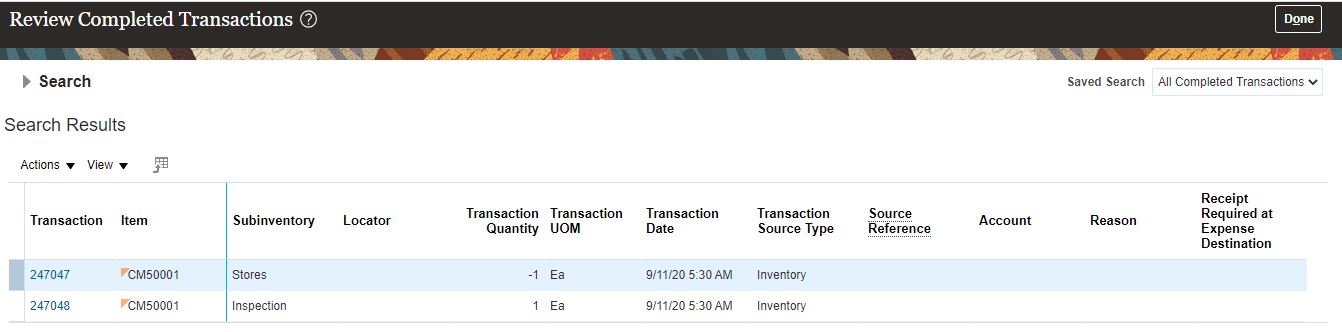 Review Completed Transactions ?
Done
Search
Saved Search All Completed Transactions
Search Results
Actions View
Transaction Item Subinventory Locator Transaction Quantity Transaction UOM Transaction Date Transaction Source Type Source Reference Account Reason Receipt Required at Expense Destination
247047 CM50001 Stores -1 Ea 9/11/20 5:30 AM Inventory
247048 CM50001 Inspection 1 Ea 9/11/20 5:30 AM Inventory